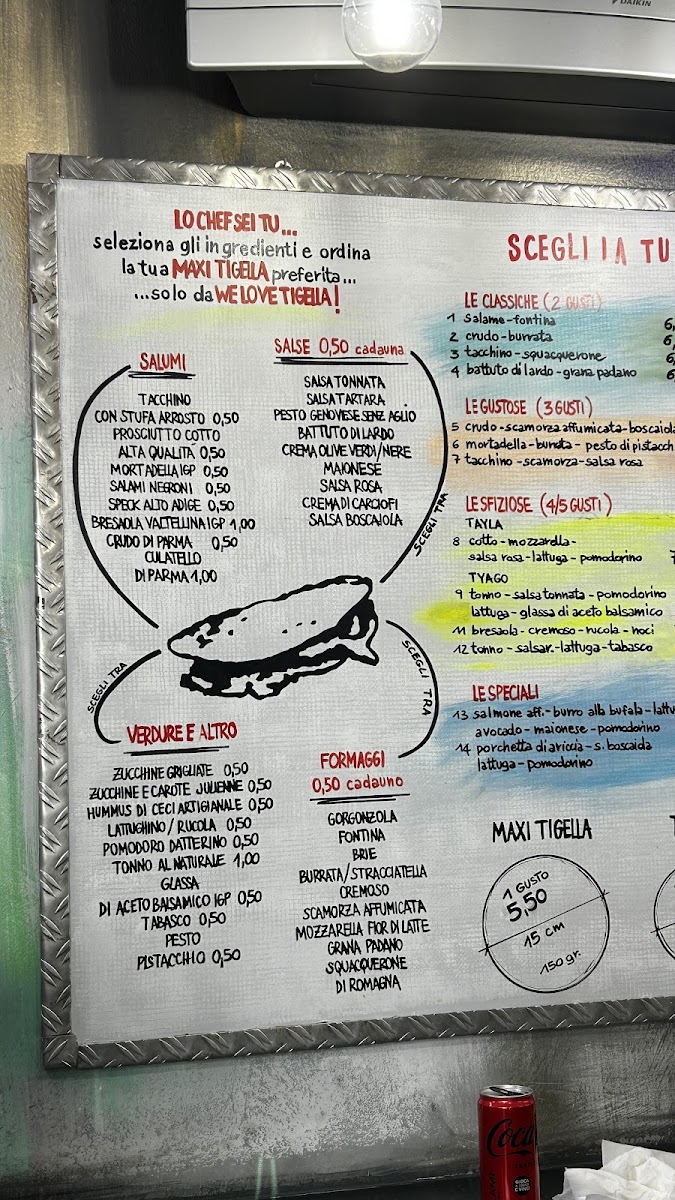 DAIKIN
LO CHEF SEI TU...
seleziona gli ingredienti e ordina
la tua MAXI TIGELLA preferita...
...solo da WE LOVE TIGELLA!
SALUMI
TACCHINO
CON STUFA ARROSTO 0,50
PROSCIUTTO COTTO
ALTA QUALITÀ 0,50
MORTADELLA IGP 0,50
SALAMI NEGRONI 0,50
SPECK ALTO ADIGE 0,50
BRESAOLA VALTELLINA IGP 1,00
CRUDO DI PARMA 0,50
CULATELLO
DI PARMA 1,00
SALSE 0,50 cadauna
SALSA TONNATA
SALSA TARTARA
PESTO GENOVESE SENZ AGLIO
BATTUTO DI LARDO
CREMA OLIVE VERDI/NERE
MAIONESE
SALSA ROSA
CREMA DI CARCIOFI
SALSA BOSCAIOLA
SCEGLI TRA
SCEGLI TRA
SCEGLI TRA
VERDURE E ALTRO
ZUCCHINE GRIGLIATE 0,50
ZUCCHINE E CAROTE JULIENNE 0,50
HUMMUS DI CECI ARTIGIANALE 0,50
LATTUGHINO / RUCOLA 0,50
POMODORO DATTERINO 0,50
TONNO AL NATURALE 1,00
GLASSA
DI ACETO BALSAMICO IGP 0,50
TABASCO 0,50
PESTO
PISTACCHIO 0,50
FORMAGGI
0,50 cadauno
GORGONZOLA
FONTINA
BRIE
BURRATA/STRACCIATELLA
CREMOSO
SCAMORZA AFFUMICATA
MOZZARELLA FIOR DI LATTE
GRANA PADANO
SQUACQUERONE
DI ROMAGNA
SCEGLI LA TU
LE CLASSICHE (2 GUSTI)
1 salame-fontina 6,
2 crudo-burrata 6,
3 tacchino-squacquerone 6,
4 battuto di lardo-grana padano 6
LE GUSTOSE (3 GUSTI)
5 crudo-scamorza affumicata-boscaiola
6 mortadella-burrata - pesto di pistacch
7 tacchino-scamorza-salsa rosa
LE SFIZIOSE (4/5 GUSTI)
TAYLA
8 cotto-mozzarella-
salsa rosa-lattuga - pomodorino
TYAGO
9 tonno-salsa tonnata - pomodorino
lattuga-glassa di aceto balsamico
11 bresaola - cremoso-rucola-noci
12 tonno-salsar.-lattuga-tabasco
LE SPECIALI
13 salmone aff.-burro alla bufala-lattu
avocado-maionese-pomodorino
14 porchetta di ariccia-s. boscaiola
lattuga-pomodorino
MAXI TIGELLA
1 GUSTO
5,50
15 cm
150 gr.
Coca